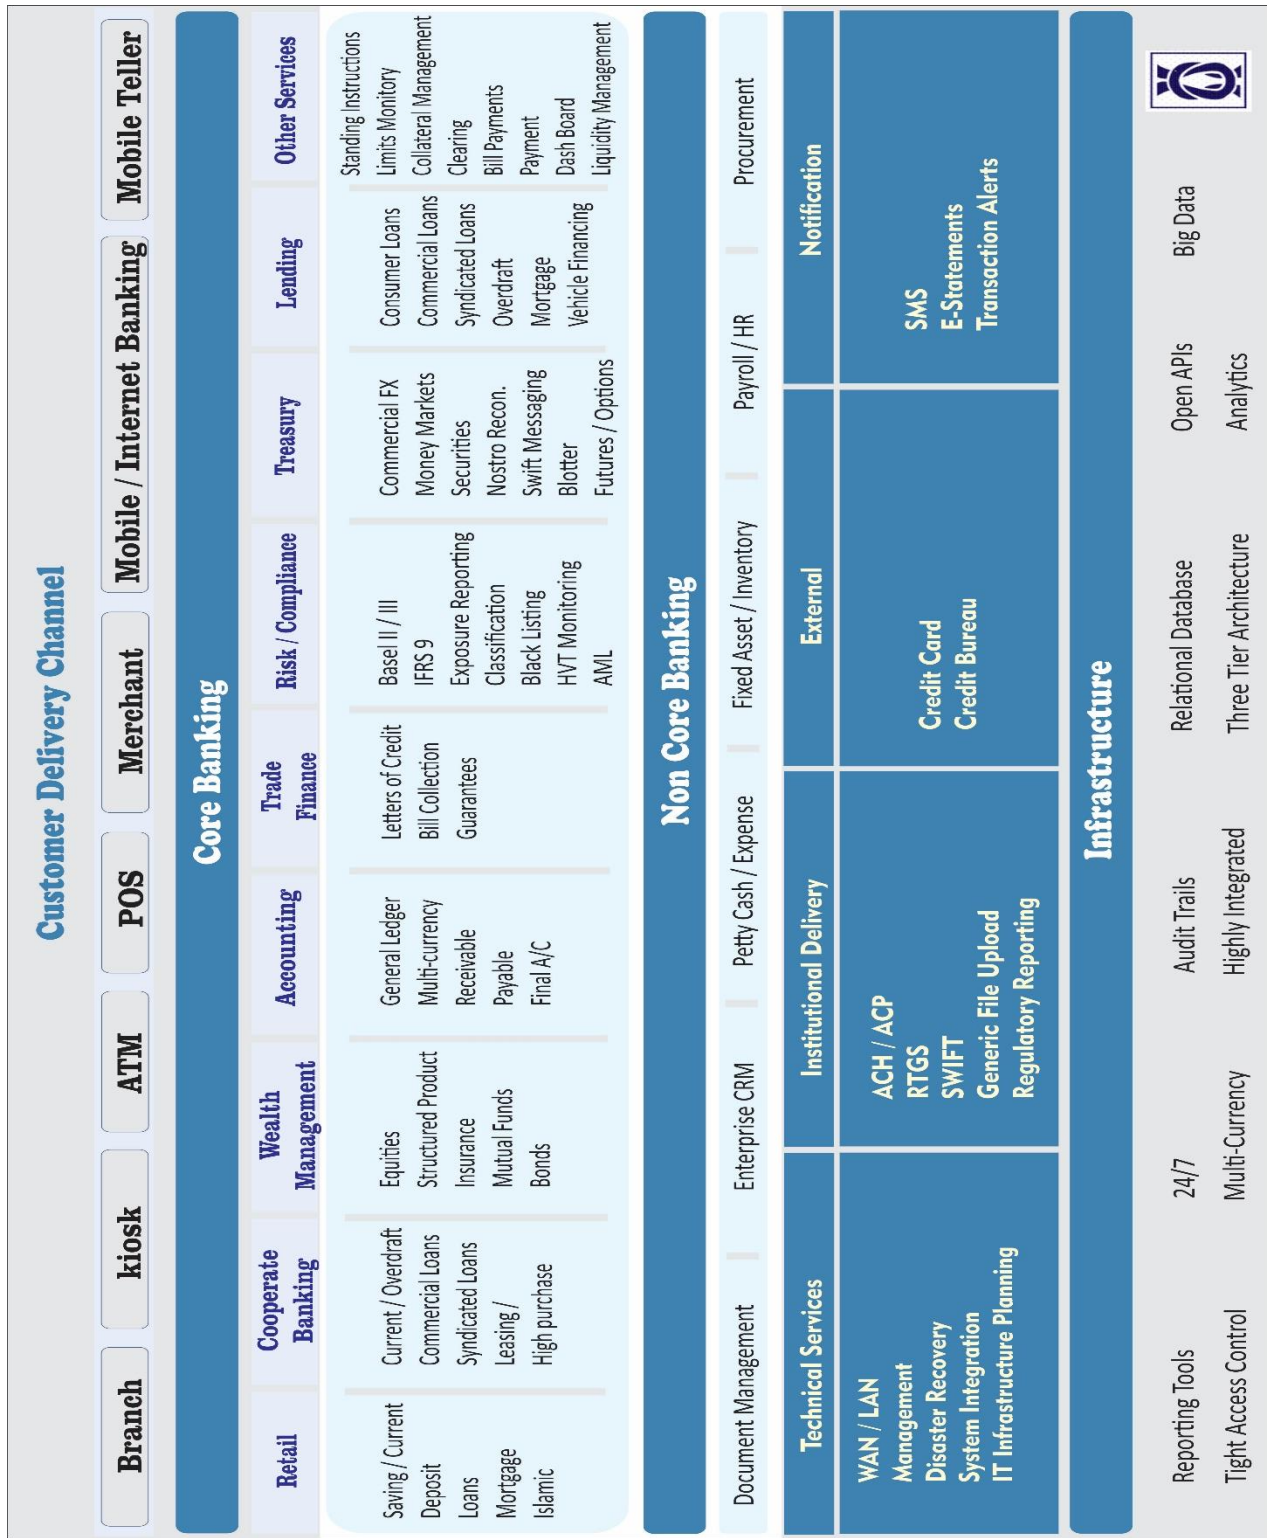 Customer Delivery Channel
Branch
kiosk
ATM
POS
Merchant
Mobile / Internet Banking
Mobile Teller
Core Banking
Retail
Cooperate
Banking
Wealth
Management
Accounting
Trade
Finance
Risk / Compliance
Treasury
Lending
Other Services
Saving / Current
Deposit
Loans
Mortgage
Islamic
Current / Overdraft
Commercial Loans
Syndicated Loans
Leasing /
High purchase
Equities
Structured Product
Insurance
Mutual Funds
Bonds
General Ledger
Multi-currency
Receivable
Payable
Final A/C
Letters of Credit
Bill Collection
Guarantees
Basel II / III
IFRS 9
Exposure Reporting
Classification
Black Listing
HVT Monitoring
AML
Commercial FX
Money Markets
Securities
Nostro Recon.
Swift Messaging
Blotter
Futures / Options
Consumer Loans
Commercial Loans
Syndicated Loans
Overdraft
Mortgage
Vehicle Financing
Standing Instructions
Limits Monitory
Collateral Management
Clearing
Bill Payments
Payment
Dash Board
Liquidity Management
Non Core Banking
Document Management
Enterprise CRM
Petty Cash / Expense
Fixed Asset / Inventory
Payroll / HR
Procurement
Technical Services
WAN / LAN
Management
Disaster Recovery
System Integration
IT Infrastructure Planning
Institutional Delivery
ACH / ACP
RTGS
SWIFT
Generic File Upload
Regulatory Reporting
External
Credit Card
Credit Bureau
Notification
SMS
E-Statements
Transaction Alerts
Infrastructure
Reporting Tools
24/7
Audit Trails
Relational Database
Open APIs
Big Data
Tight Access Control
Multi-Currency
Highly Integrated
Three Tier Architecture
Analytics